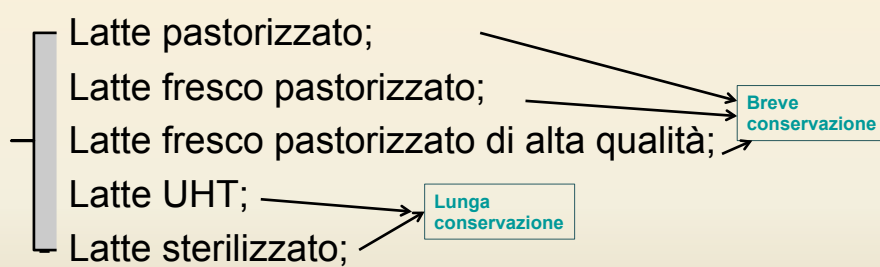 Latte pastorizzato;
Latte fresco pastorizzato;
Latte fresco pastorizzato di alta qualità;
Latte UHT;
Latte sterilizzato;
Breve
conservazione
Lunga
conservazione